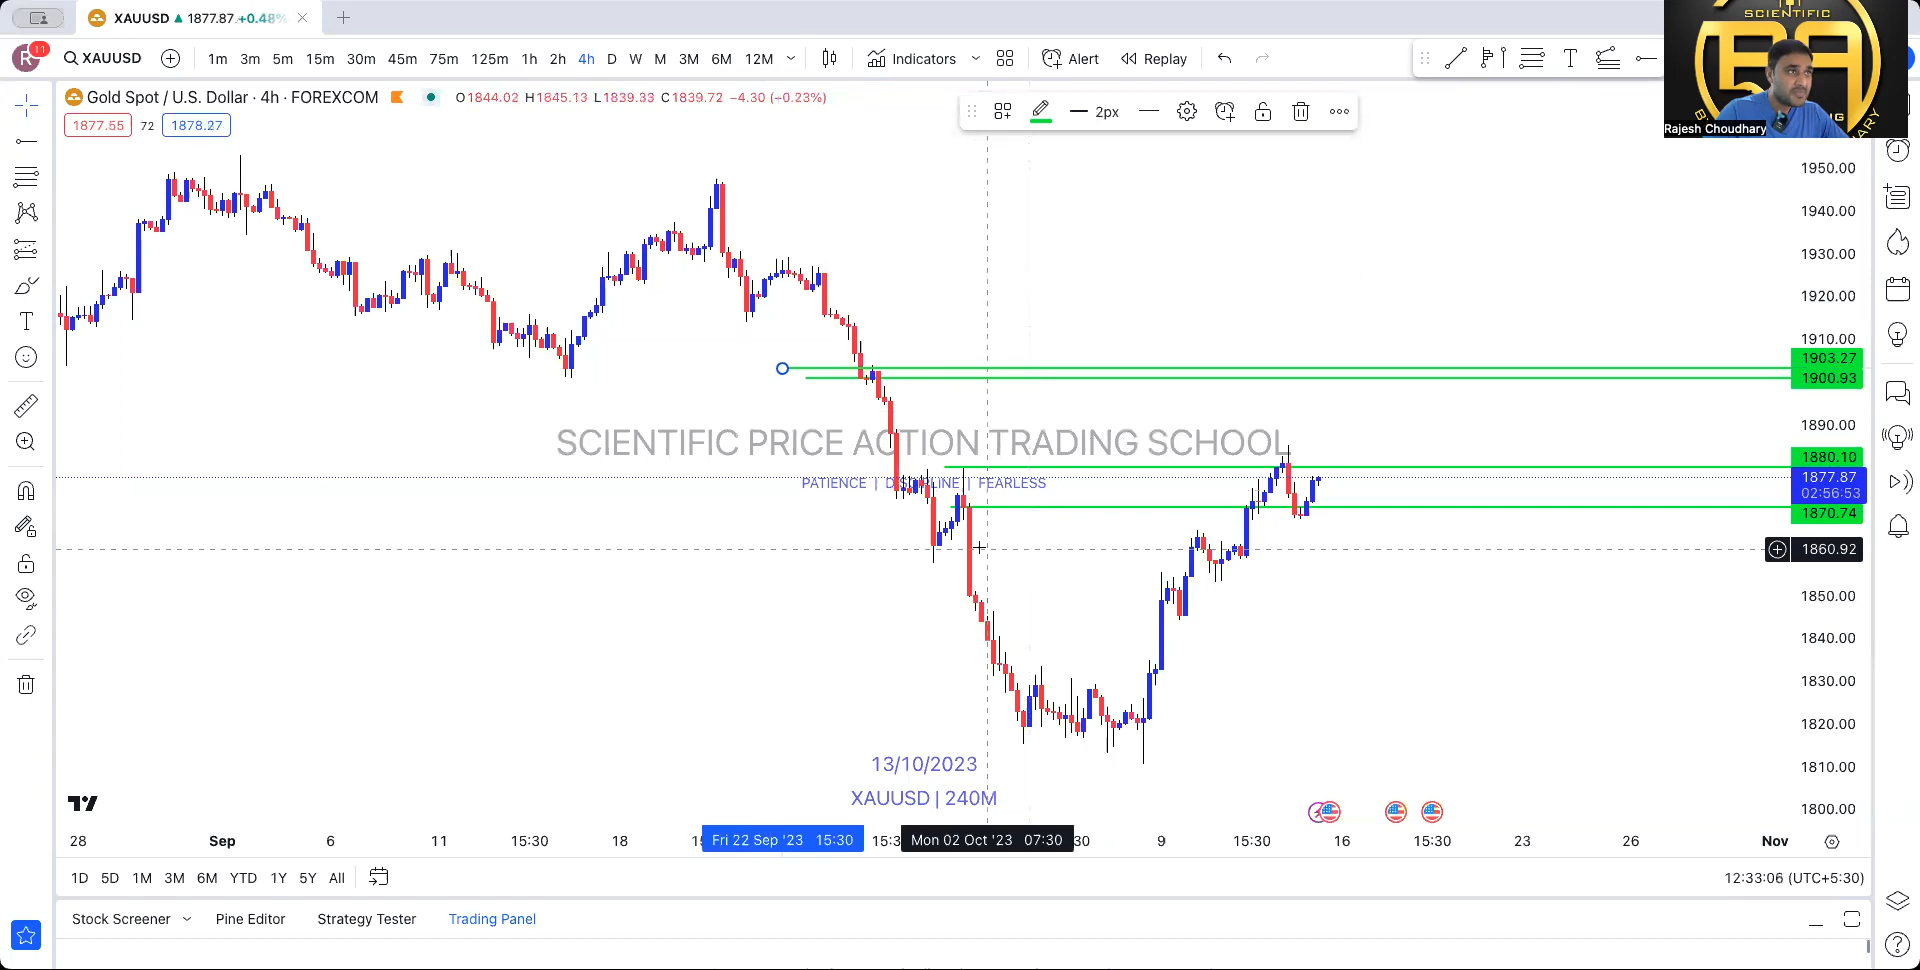 XAUUSD ▲ 1877.87 +0.48%
SCIENTIFIC
11
XAUUSD
1m 3m 5m 15m 30m 45m 75m 125m 1h 2h 4h D W M 3M 6M 12M
Indicators
Alert
Replay
2px
Rajesh Choudhary
Gold Spot / U.S. Dollar · 4h · FOREXCOM
O1844.02 H1845.13 L1839.33 C1839.72 −4.30 (−0.23%)
1877.55 72 1878.27
1950.00
1940.00
1930.00
1920.00
1910.00
1903.27
1900.93
1890.00
SCIENTIFIC PRICE ACTION TRADING SCHOOL
1880.10
1877.87
02:56:53
PATIENCE | DISCIPLINE | FEARLESS
1870.74
1860.92
1850.00
1840.00
1830.00
1820.00
1810.00
1800.00
13/10/2023
XAUUSD | 240M
28 Sep 6 11 15:30 18 Fri 22 Sep '23 15:30 Mon 02 Oct '23 07:30 9 15:30 16 15:30 23 26 Nov
1D 5D 1M 3M 6M YTD 1Y 5Y All
12:33:06 (UTC+5:30)
Stock Screener Pine Editor Strategy Tester Trading Panel